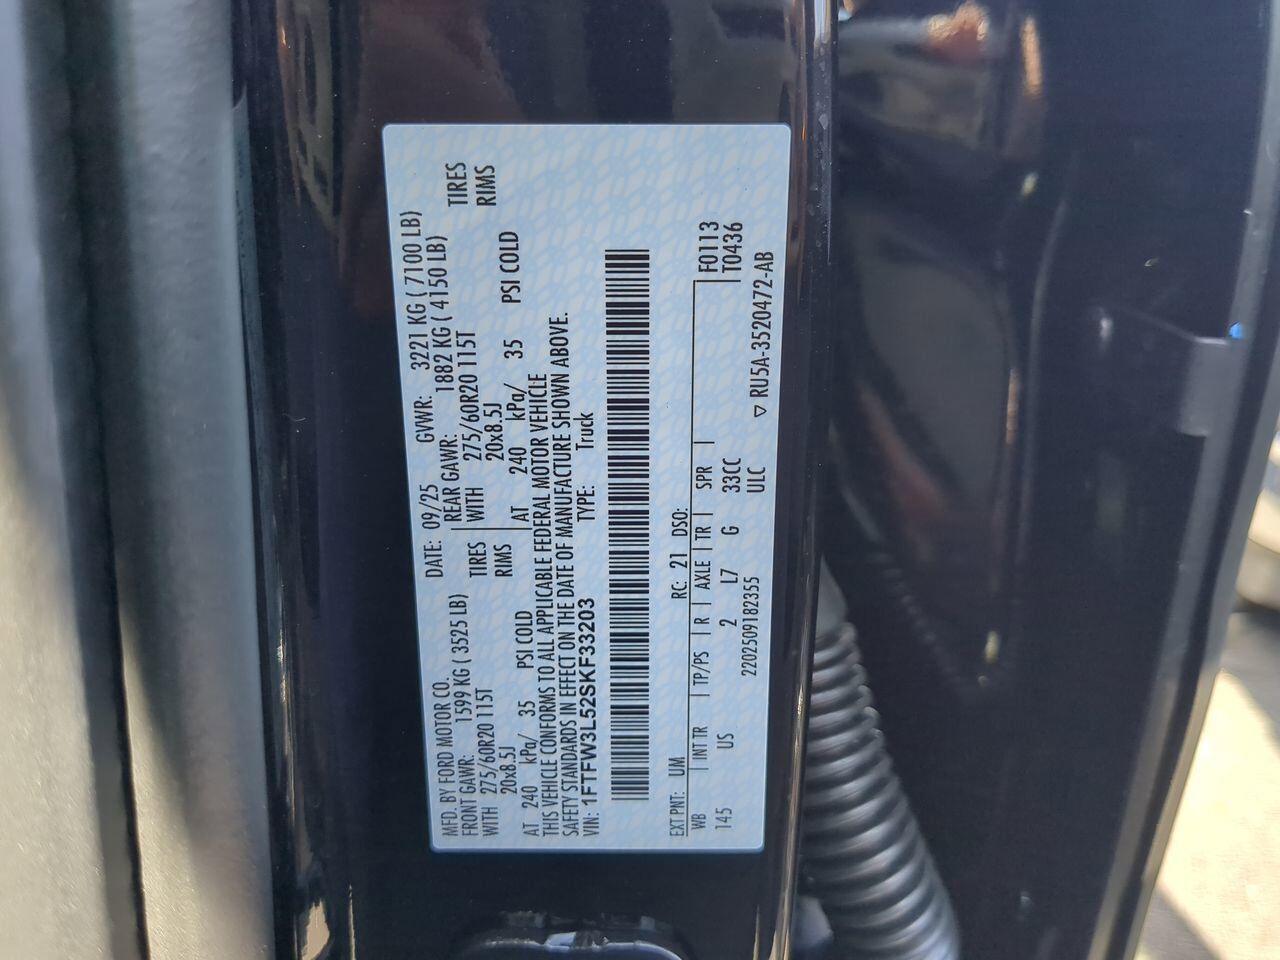 MFD. BY FORD MOTOR CO. DATE: 09/25 GVWR: 3221 KG ( 7100 LB)
FRONT GAWR: 1599 KG ( 3525 LB) REAR GAWR: 1882 KG ( 4150 LB)
WITH 275/60R20 115T TIRES WITH 275/60R20 115T TIRES
20x8.5J RIMS 20x8.5J RIMS
AT 240 kPa/ 35 PSI COLD AT 240 kPa/ 35 PSI COLD
THIS VEHICLE CONFORMS TO ALL APPLICABLE FEDERAL MOTOR VEHICLE
SAFETY STANDARDS IN EFFECT ON THE DATE OF MANUFACTURE SHOWN ABOVE.
VIN: 1FTFW3L52SKF33203 TYPE: Truck
EXT PNT: UM RC: 21 DSO:
WB | INT TR | TP/PS | R | AXLE | TR | SPR | F0113
145 US 2 L7 G 33CC T0436
2202509182355 ULC
▽ RU5A-3520472-AB